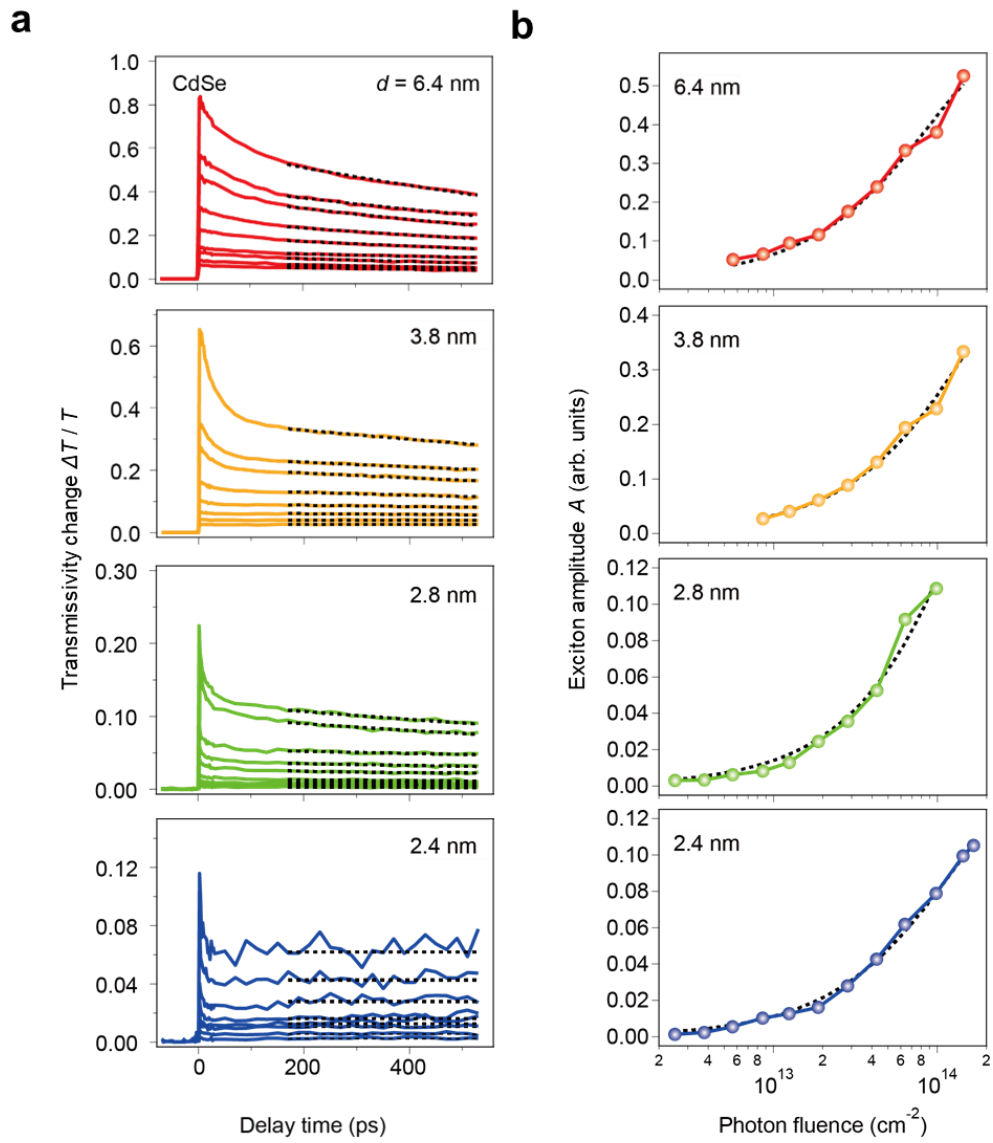 a
CdSe
d = 6.4 nm
1.0
0.8
0.6
0.4
0.2
0.0
3.8 nm
0.6
0.4
0.2
0.0
2.8 nm
0.30
0.20
0.10
0.00
2.4 nm
0.12
0.08
0.04
0.00
0
200
400
Transmissivity change ΔT / T
Delay time (ps)
b
6.4 nm
0.5
0.4
0.3
0.2
0.1
0.0
3.8 nm
0.4
0.3
0.2
0.1
0.0
2.8 nm
0.12
0.10
0.08
0.06
0.04
0.02
0.00
2.4 nm
0.12
0.10
0.08
0.06
0.04
0.02
0.00
2 4 6 8 2 4 6 8 2
10¹³ 10¹⁴
Exciton amplitude A (arb. units)
Photon fluence (cm⁻²)